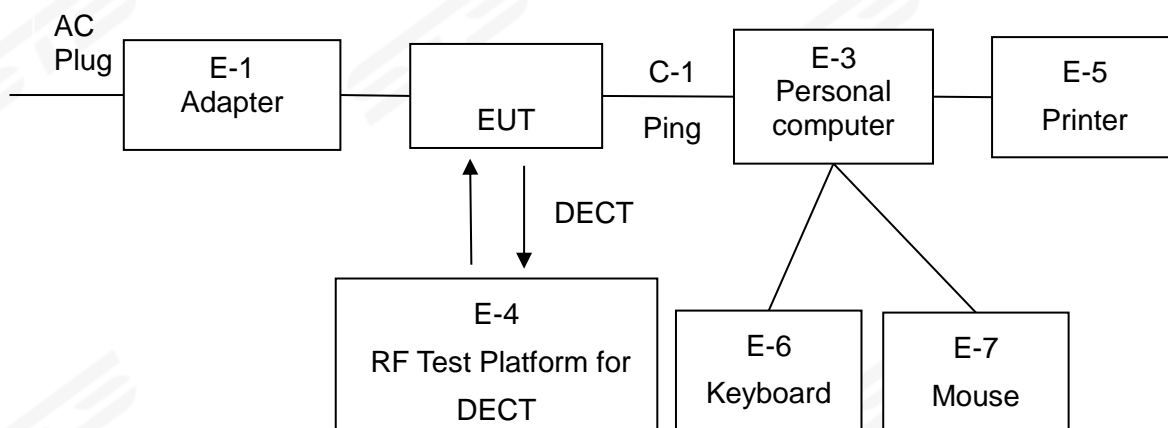 AC
Plug
E-1
Adapter
EUT
C-1
Ping
E-3
Personal
computer
E-5
Printer
DECT
E-4
RF Test Platform for
DECT
E-6
Keyboard
E-7
Mouse